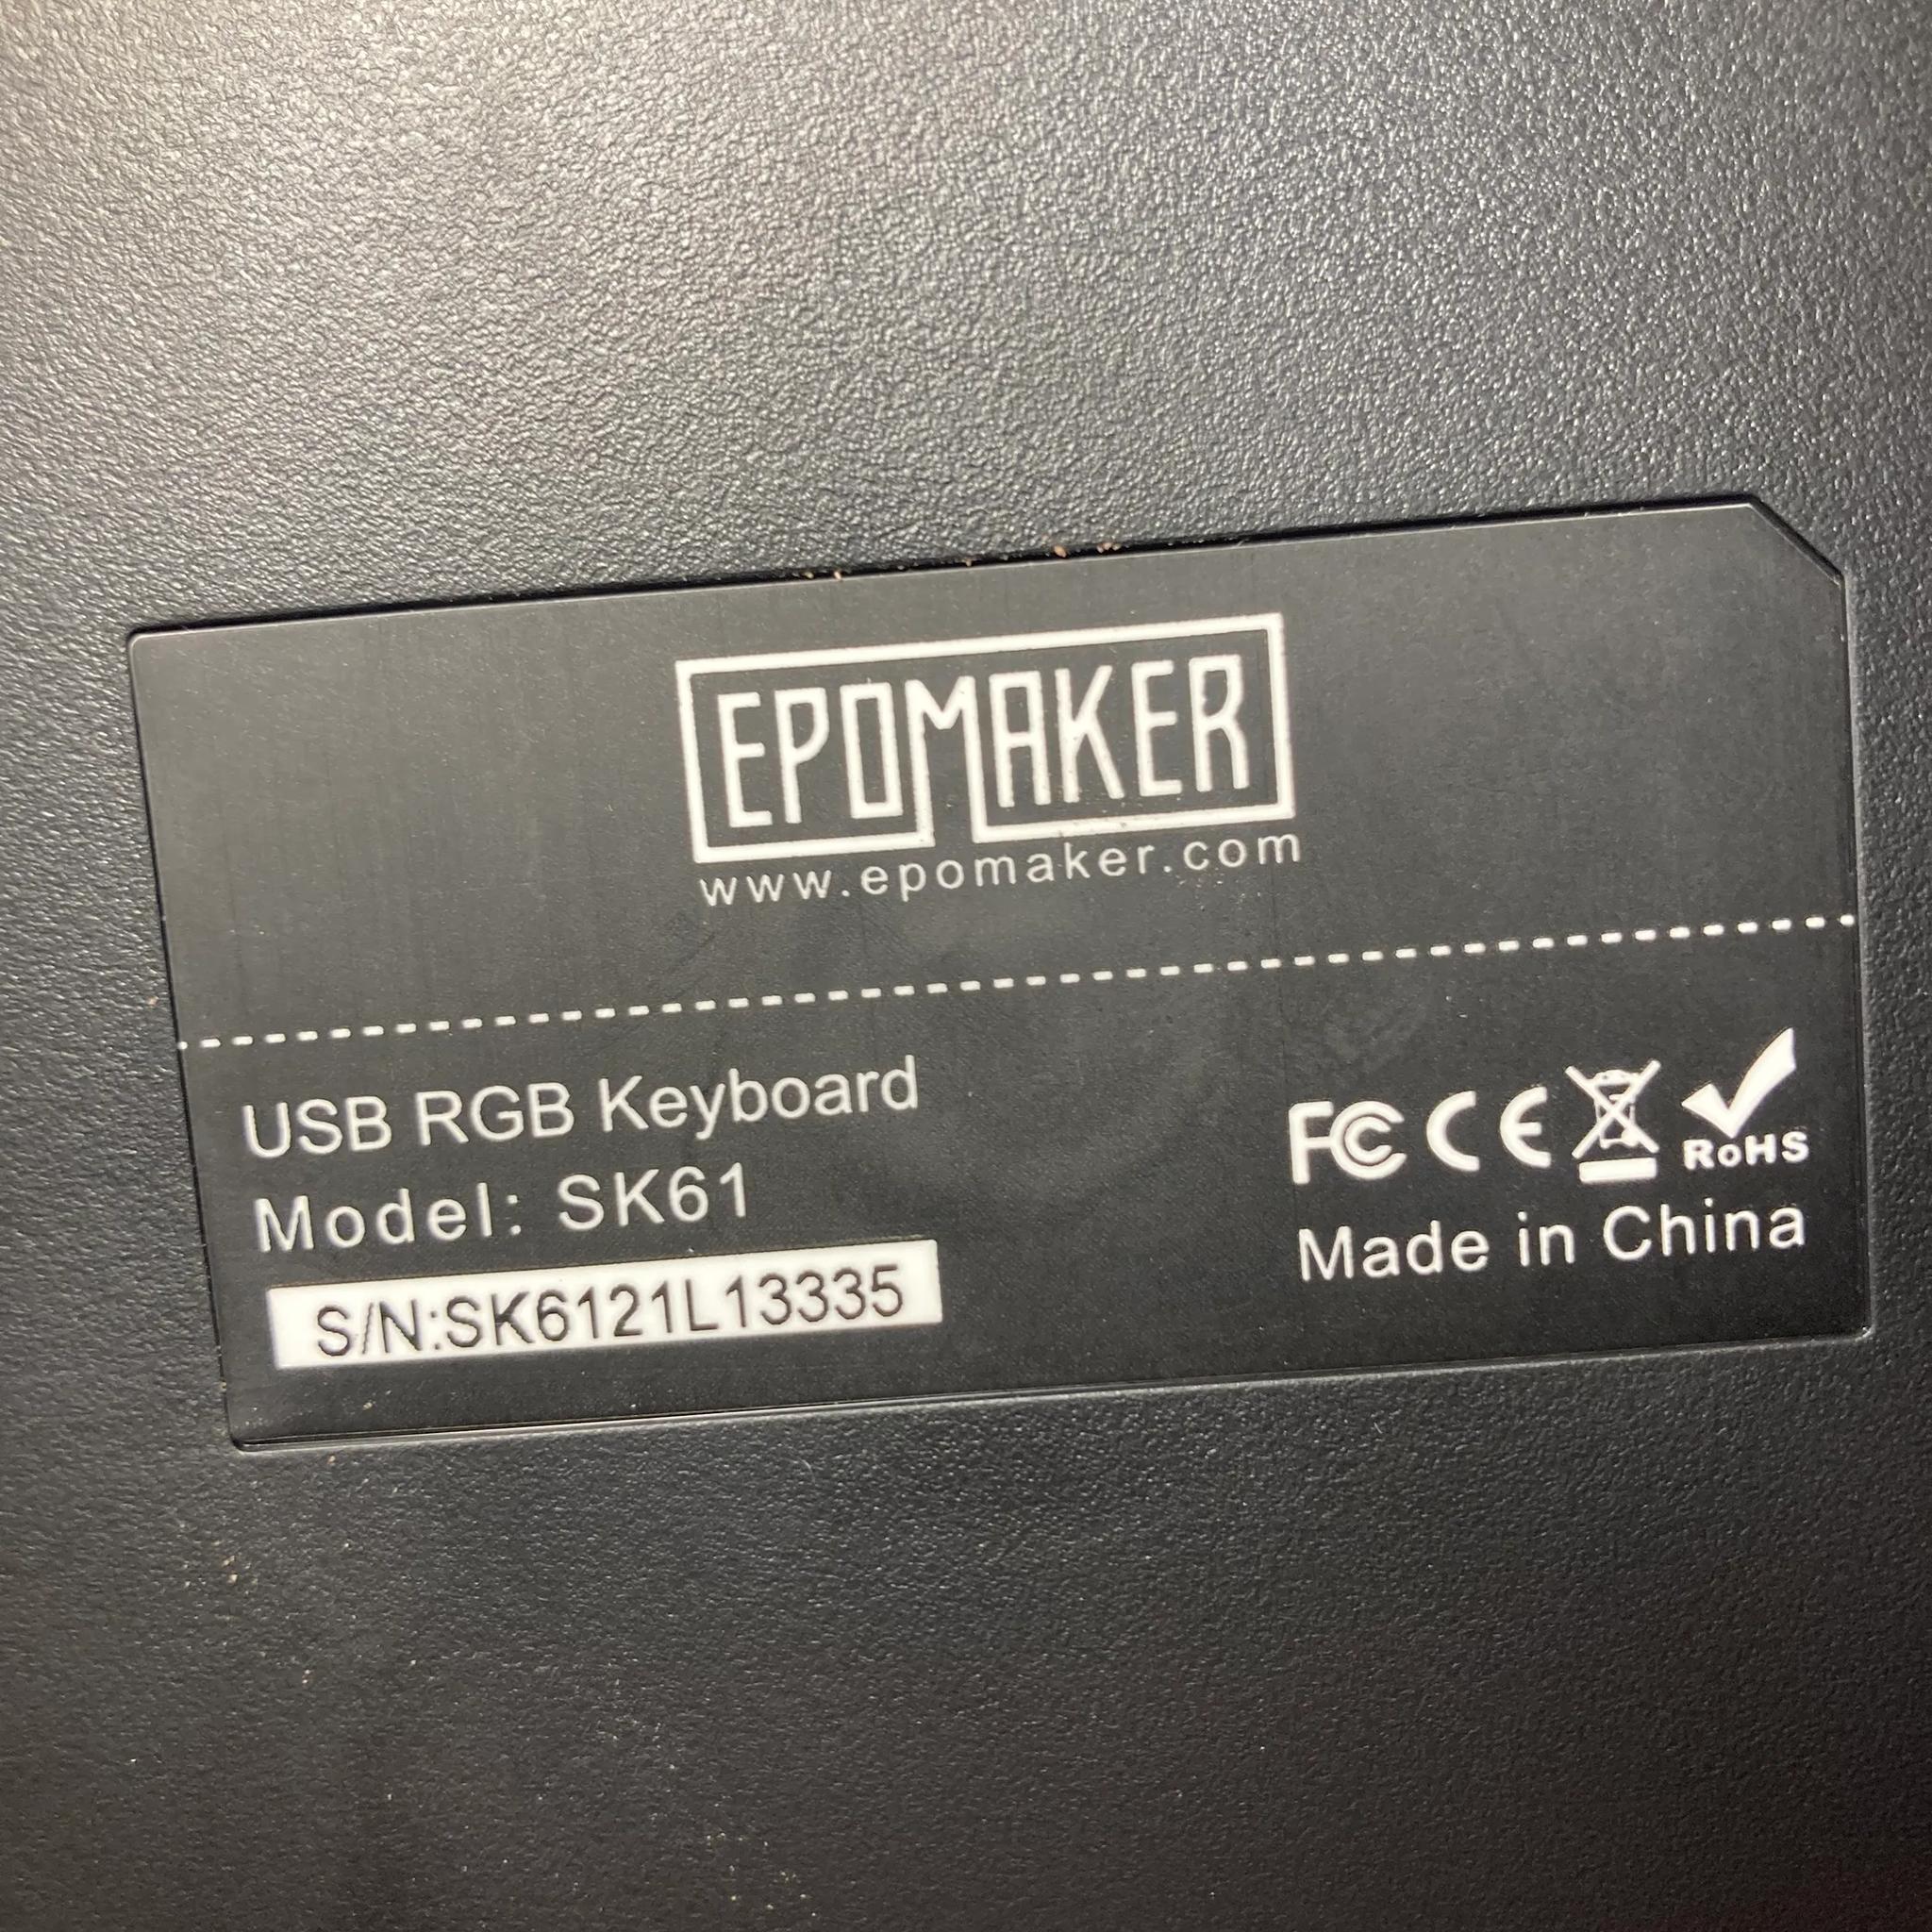 EPOMAKER
www.epomaker.com
USB RGB Keyboard
Model: SK61
S/N:SK6121L13335
FC CE RoHS
Made in China